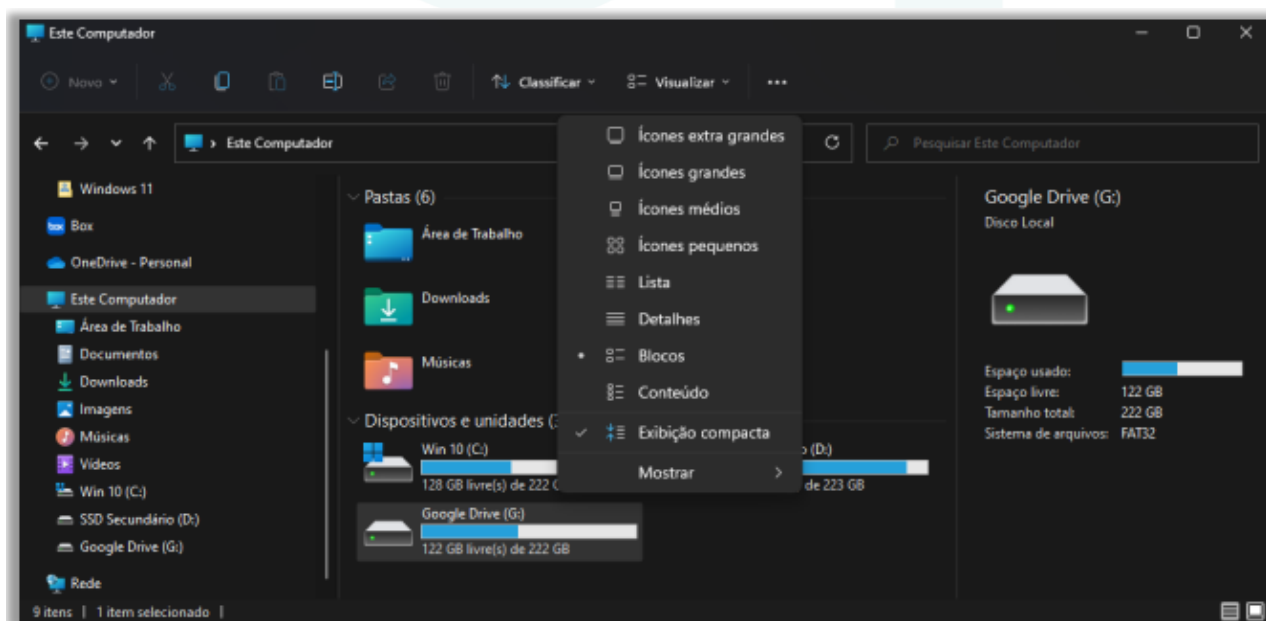 Este Computador
Novo
Classificar
Visualizar
Este Computador
Pesquisar Este Computador
Windows 11
Box
OneDrive - Personal
Este Computador
Área de Trabalho
Documentos
Downloads
Imagens
Músicas
Vídeos
Win 10 (C:)
SSD Secundário (D:)
Google Drive (G:)
Rede
Pastas (6)
Área de Trabalho
Downloads
Músicas
Dispositivos e unidades (
Win 10 (C:)
128 GB livre(s) de 222
(D:)
de 223 GB
Google Drive (G:)
122 GB livre(s) de 222 GB
Ícones extra grandes
Ícones grandes
Ícones médios
Ícones pequenos
Lista
Detalhes
Blocos
Conteúdo
Exibição compacta
Mostrar
Google Drive (G:)
Disco Local
Espaço usado:
Espaço livre: 122 GB
Tamanho total: 222 GB
Sistema de arquivos: FAT32
9 itens | 1 item selecionado |